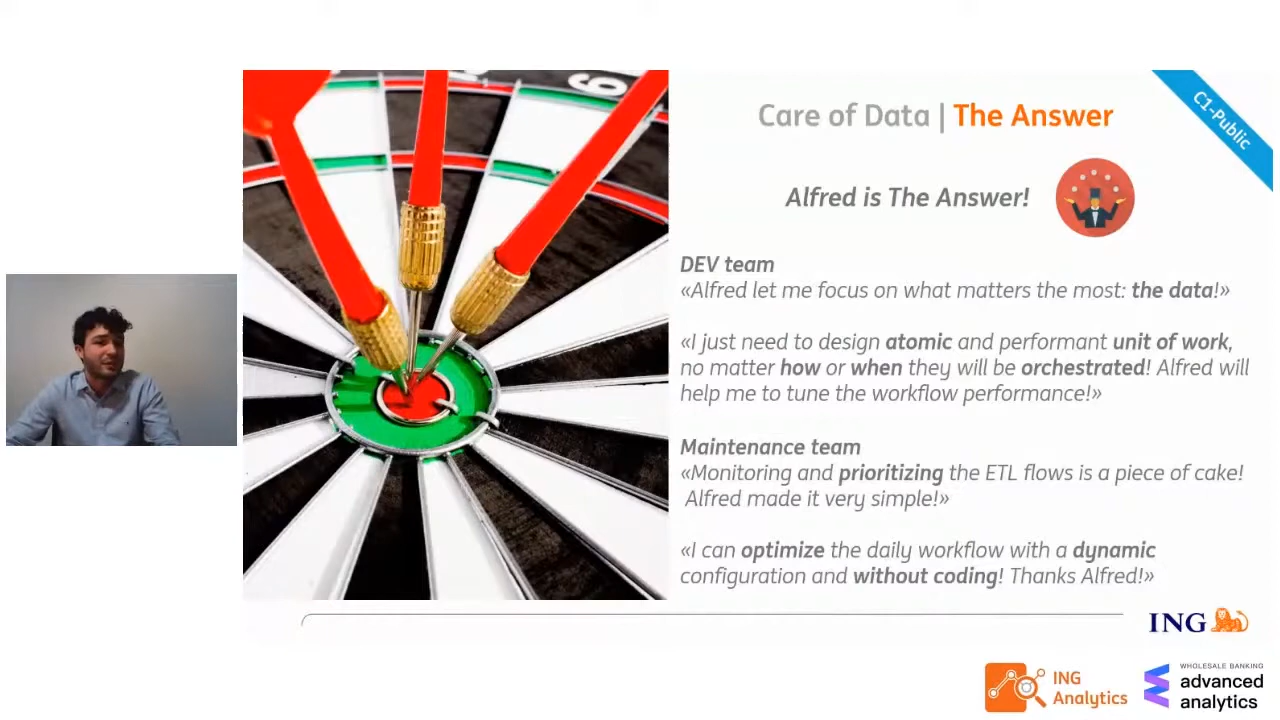 Care of Data | The Answer
C1-Public
Alfred is The Answer!
6
DEV team
«Alfred let me focus on what matters the most: the data!»
«I just need to design atomic and performant unit of work,
no matter how or when they will be orchestrated! Alfred will
help me to tune the workflow performance!»
Maintenance team
«Monitoring and prioritizing the ETL flows is a piece of cake!
Alfred made it very simple!»
«I can optimize the daily workflow with a dynamic
configuration and without coding! Thanks Alfred!»
ING
ING
Analytics
WHOLESALE BANKING
advanced
analytics